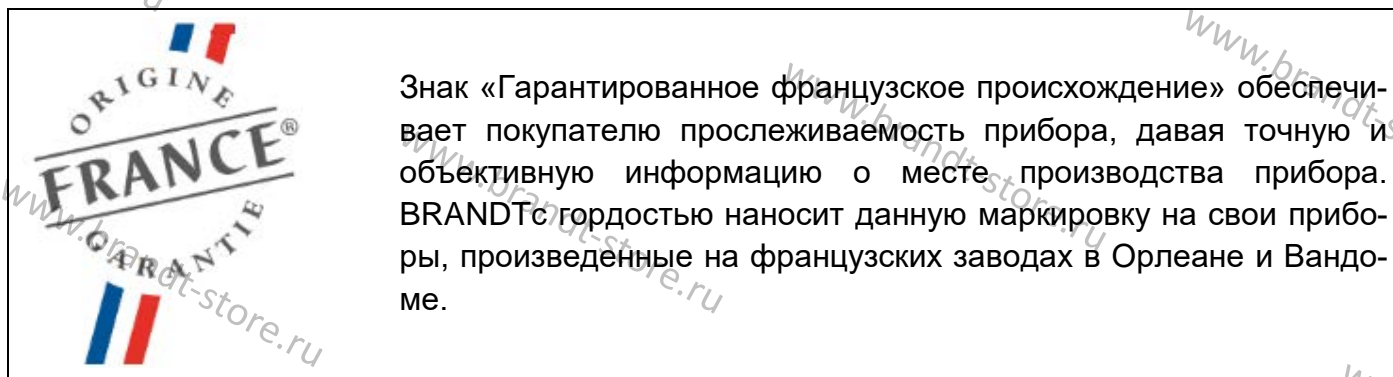 ORIGINE
FRANCE®
GARANTIE
Знак «Гарантированное французское происхождение» обеспечи-
вает покупателю прослеживаемость прибора, давая точную и
объективную информацию о месте производства прибора.
BRANDTс гордостью наносит данную маркировку на свои прибо-
ры, произведенные на французских заводах в Орлеане и Вандо-
ме.
www.brandt-store.ru
www.brandt-store.ru
www.brandt-store.ru
www.brandt-s